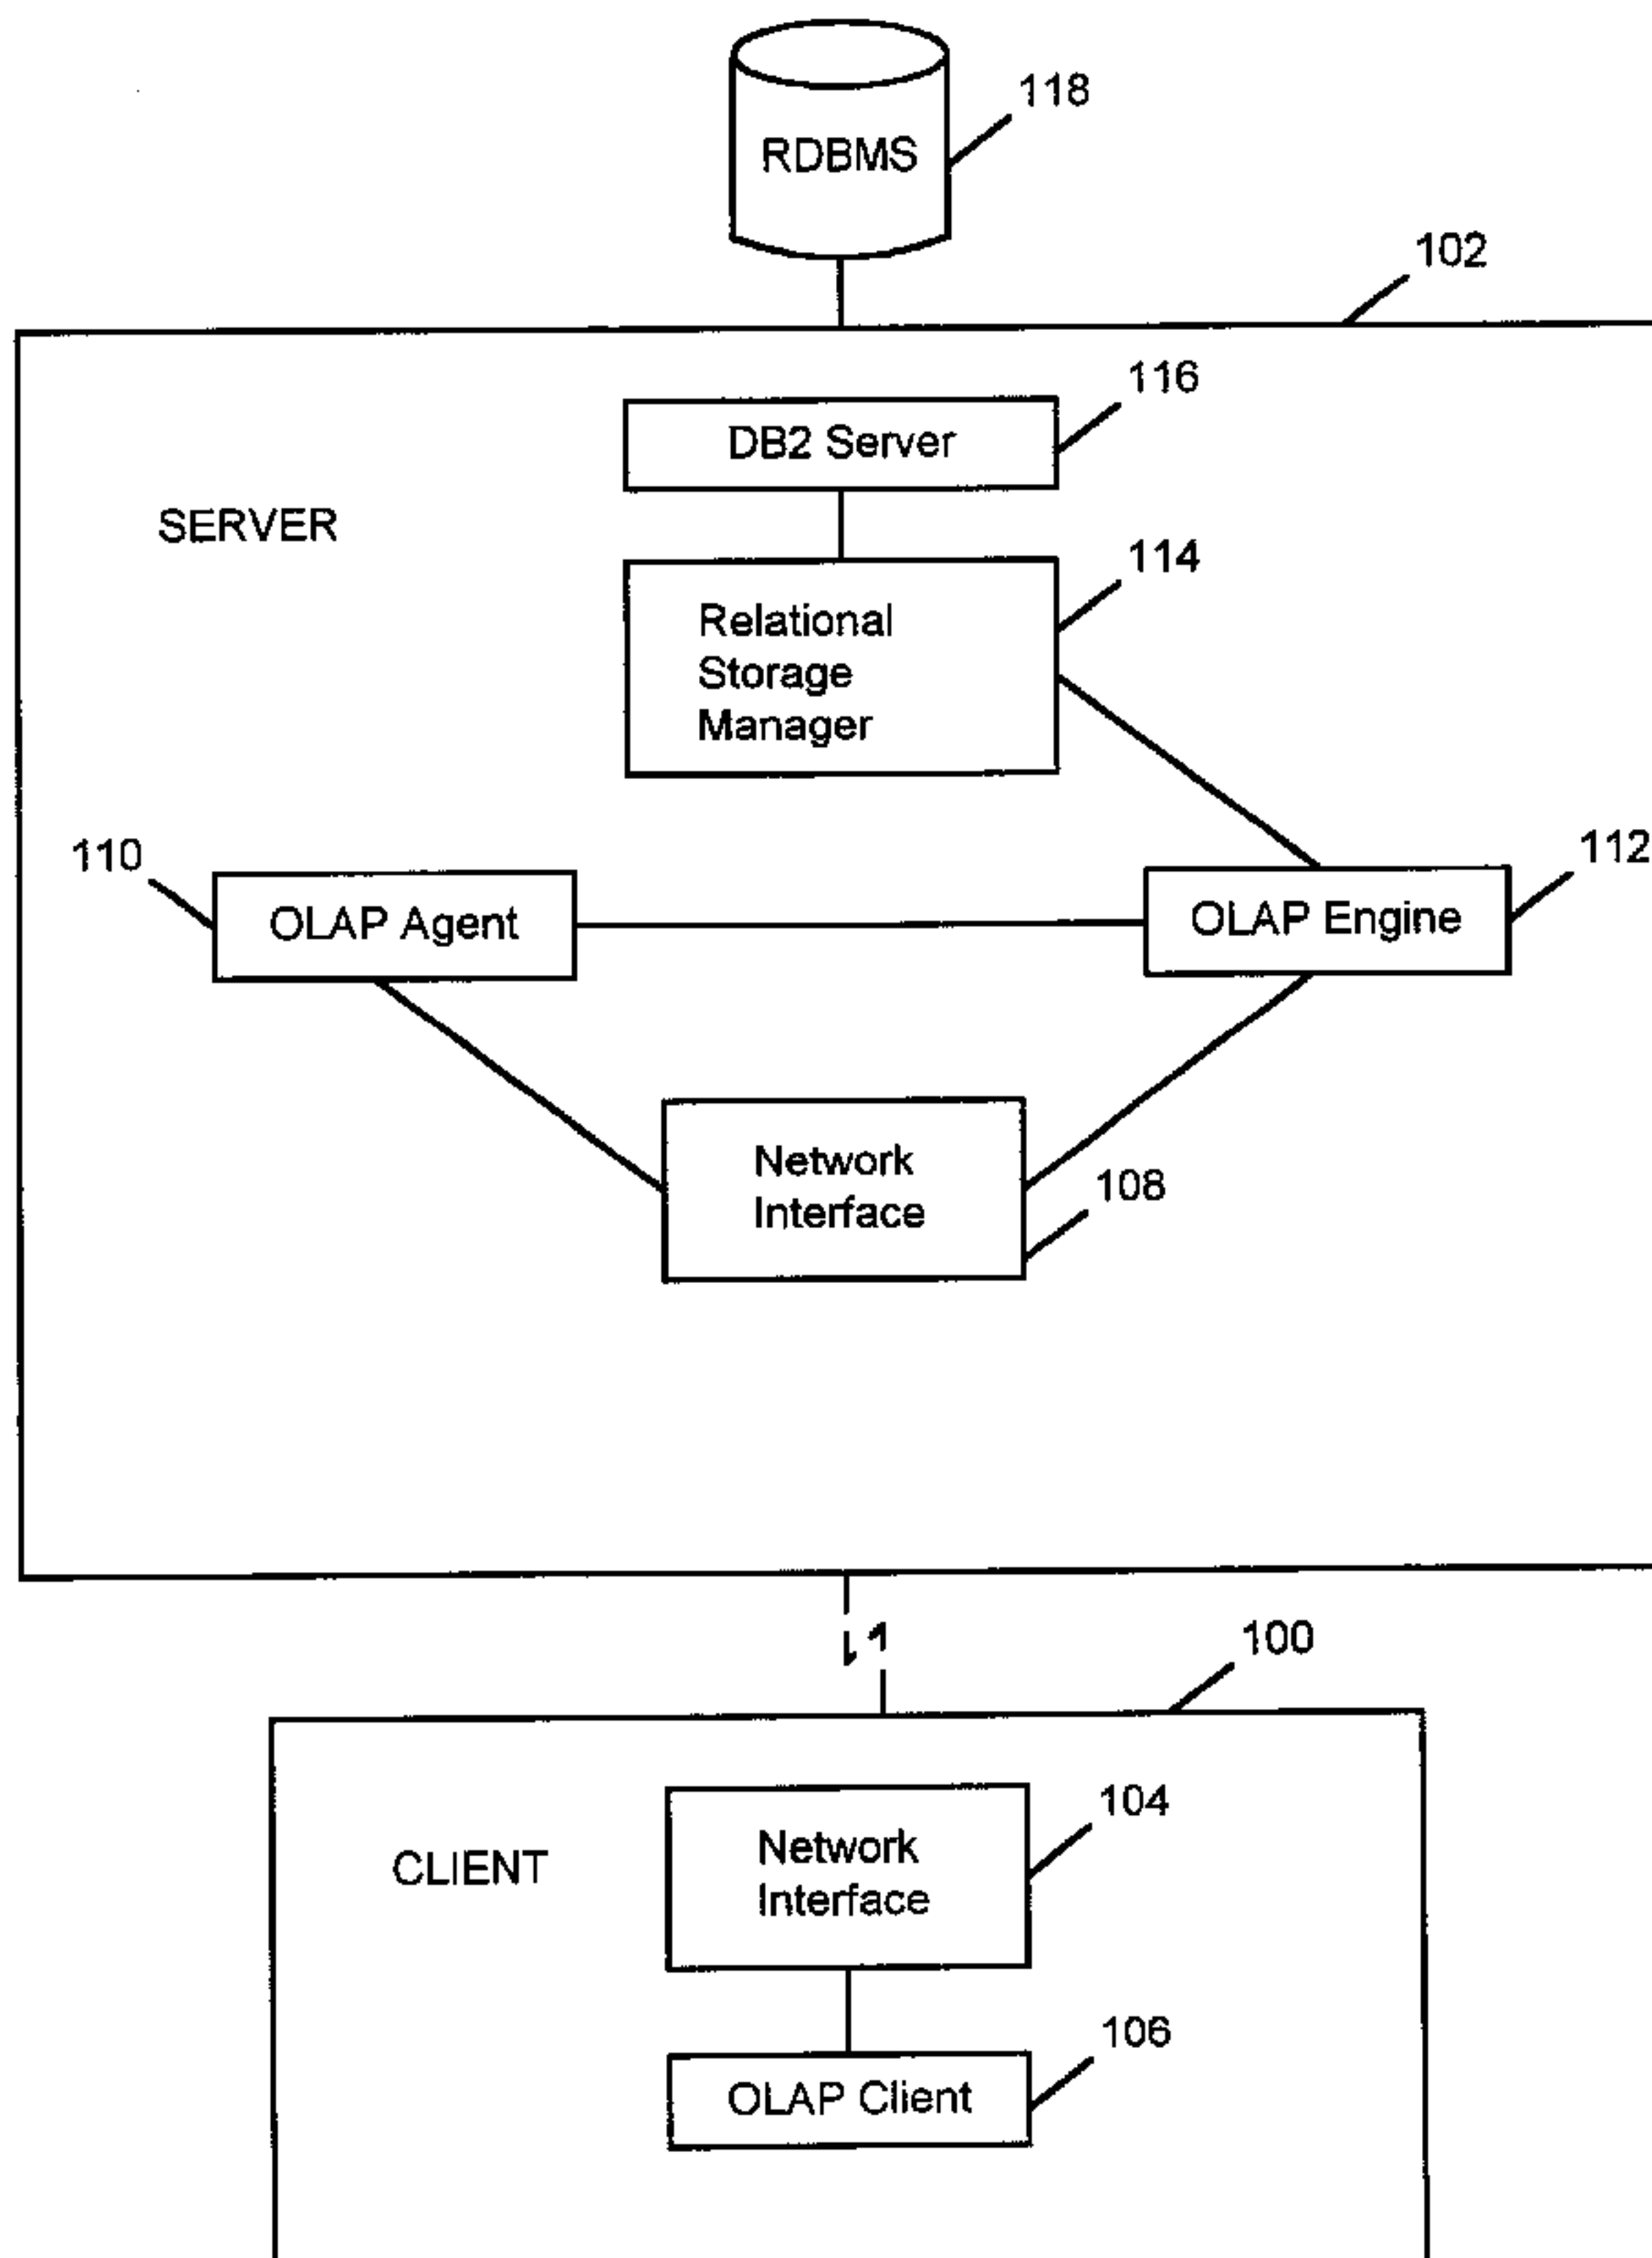 118
RDBMS
102
116
DB2 Server
SERVER
114
Relational
Storage
Manager
110
112
OLAP Agent
OLAP Engine
Network
Interface
108
100
104
Network
Interface
CLIENT
106
OLAP Client